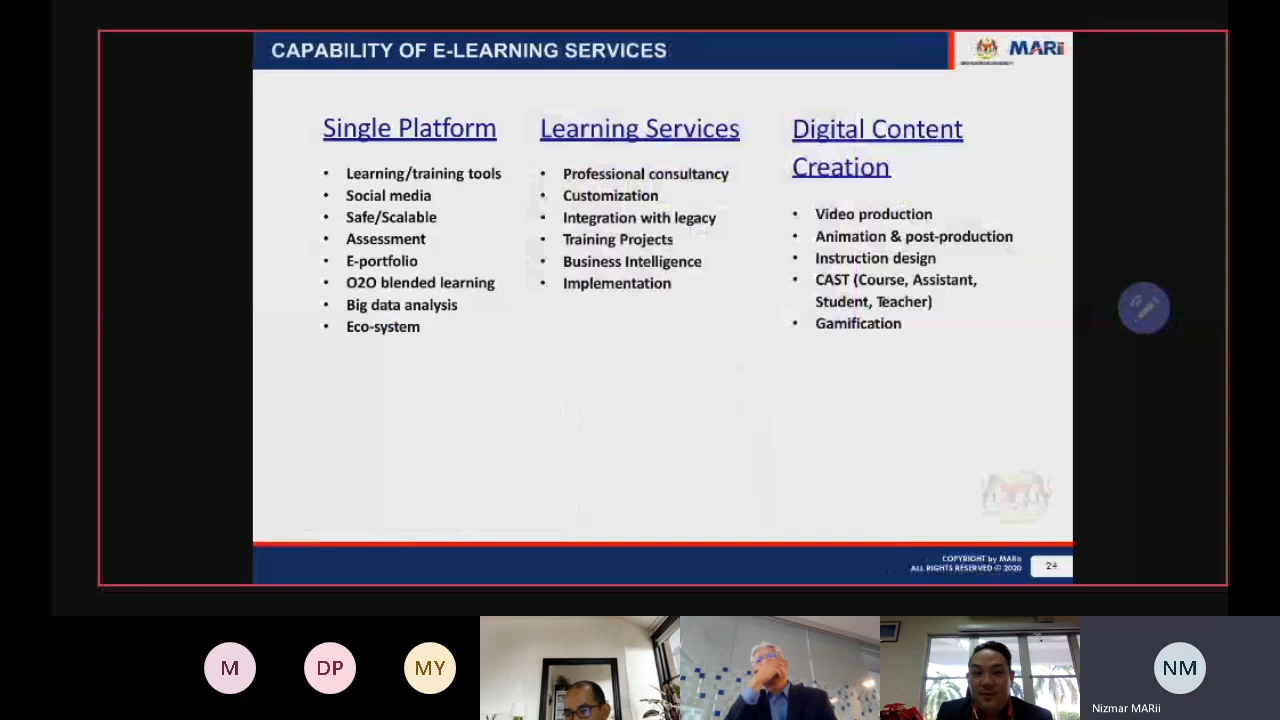 CAPABILITY OF E-LEARNING SERVICES
MARii
Single Platform
• Learning/training tools
• Social media
• Safe/Scalable
• Assessment
• E-portfolio
• O2O blended learning
• Big data analysis
• Eco-system
Learning Services
• Professional consultancy
• Customization
• Integration with legacy
• Training Projects
• Business Intelligence
• Implementation
Digital Content
Creation
• Video production
• Animation & post-production
• Instruction design
• CAST (Course, Assistant,
Student, Teacher)
• Gamification
COPYRIGHT by MARii
ALL RIGHTS RESERVED © 2020
24
M
DP
MY
NM
Nizmar MARii